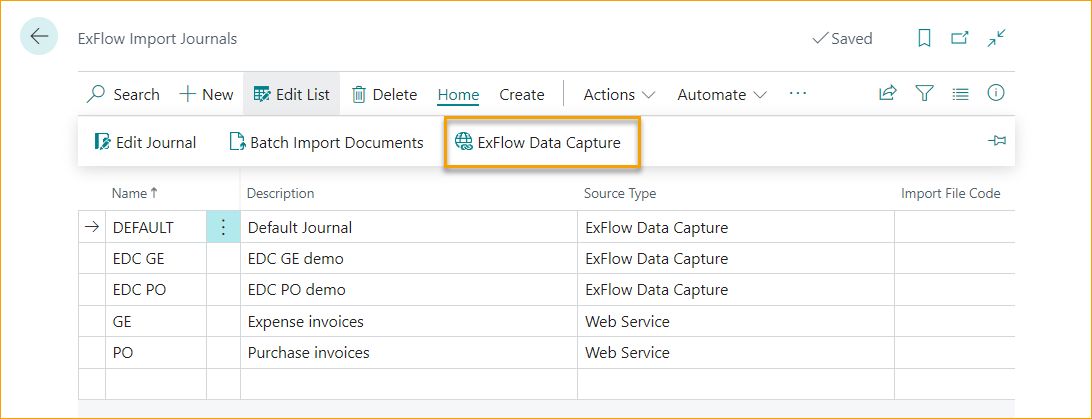 ExFlow Import Journals
Saved
Search New Edit List Delete Home Create Actions Automate ...
Edit Journal Batch Import Documents ExFlow Data Capture
Name ↑ Description Source Type Import File Code
DEFAULT Default Journal ExFlow Data Capture
EDC GE EDC GE demo ExFlow Data Capture
EDC PO EDC PO demo ExFlow Data Capture
GE Expense invoices Web Service
PO Purchase invoices Web Service